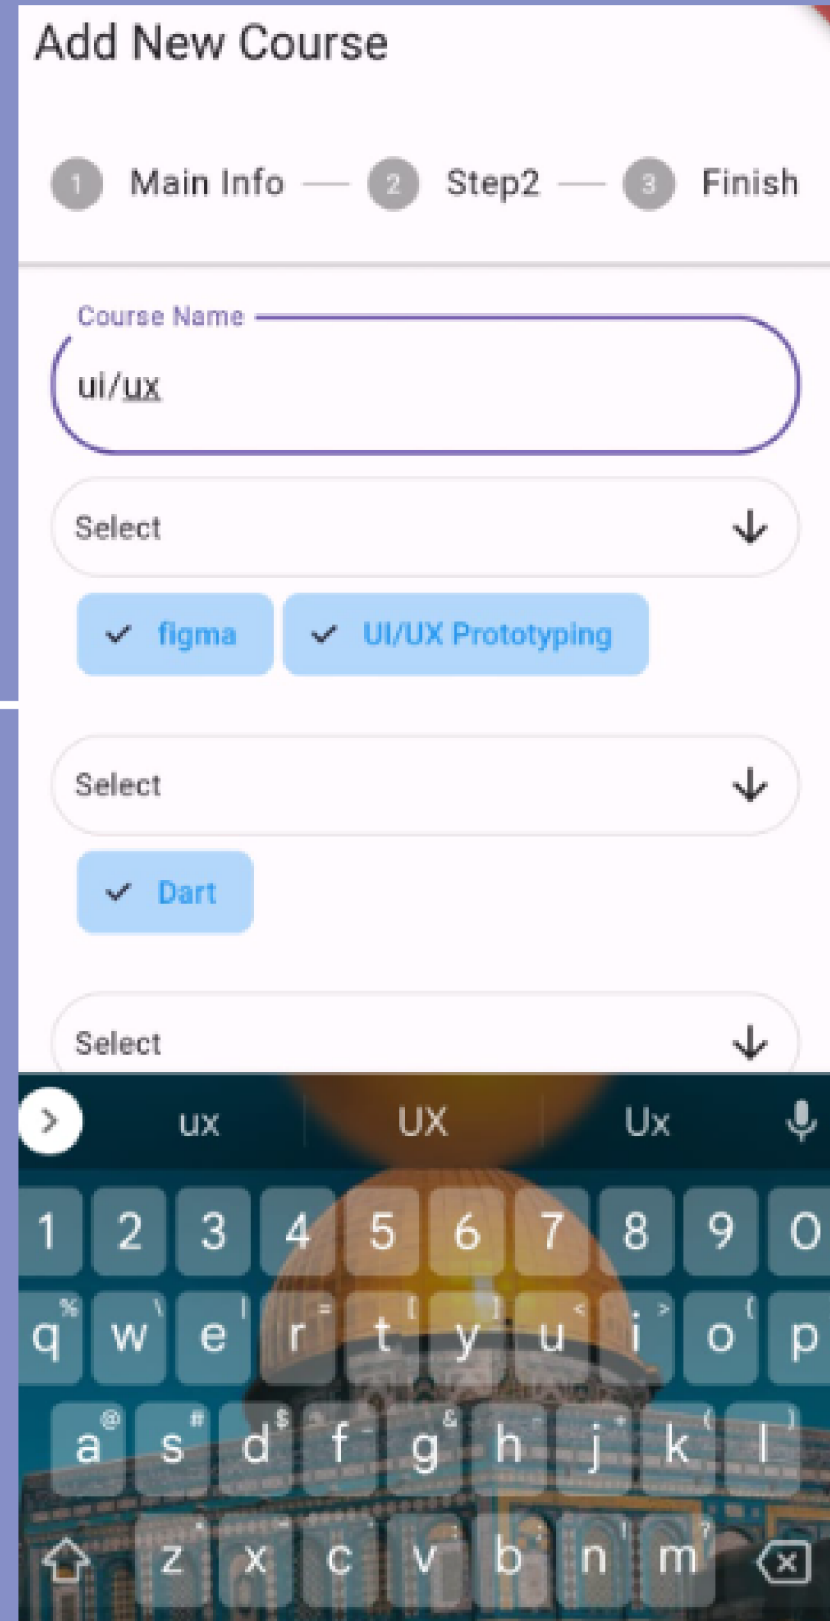 Add New Course
1 Main Info 2 Step2 3 Finish
Course Name
ui/ux
Select
figma UI/UX Prototyping
Select
Dart
Select
ux UX Ux
1 2 3 4 5 6 7 8 9 0
% \ | = [ ] < > {
q w e r t y u i o p
@ # $ & - + ( )
a s d f g h j k l
z x c v b n m